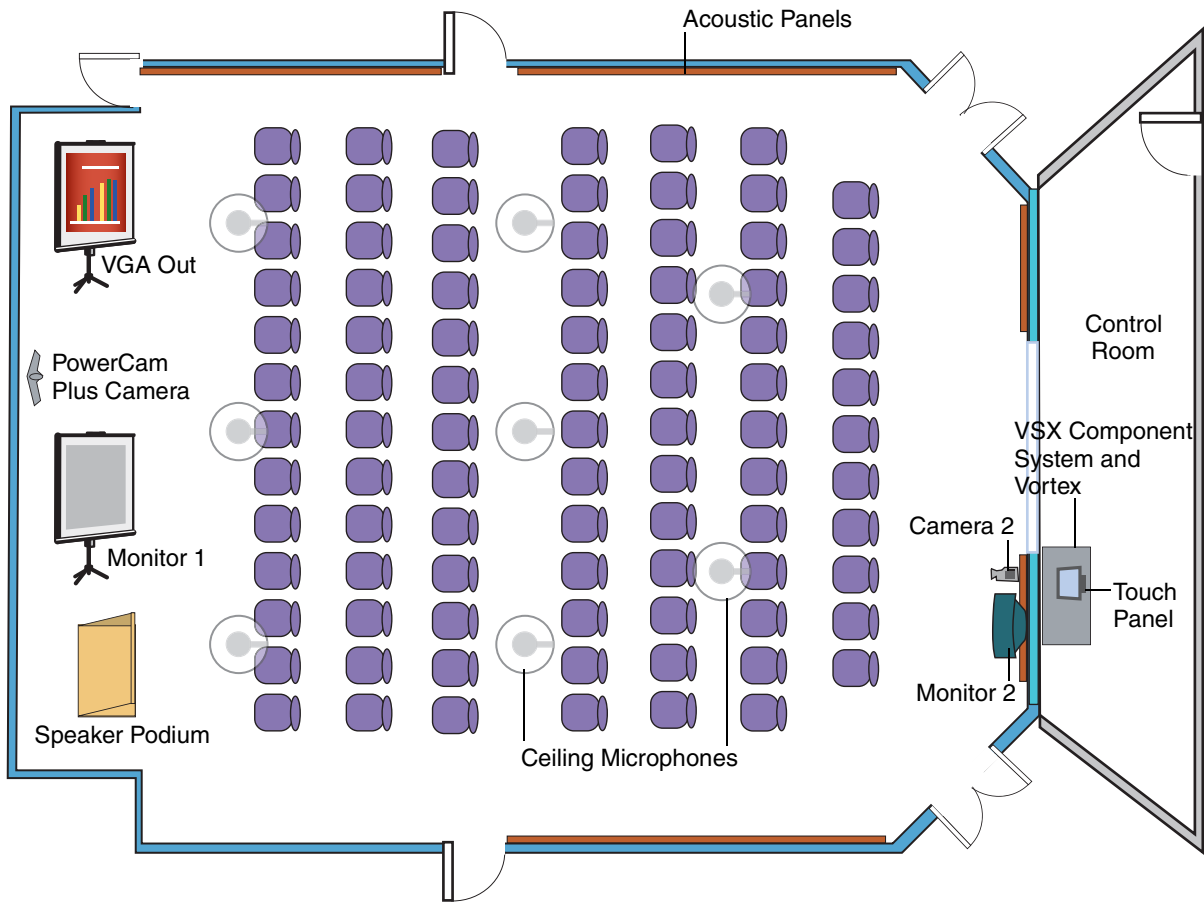 Acoustic Panels
VGA Out
PowerCam
Plus Camera
Monitor 1
Speaker Podium
Ceiling Microphones
Control
Room
VSX Component
System and
Vortex
Camera 2
Touch
Panel
Monitor 2